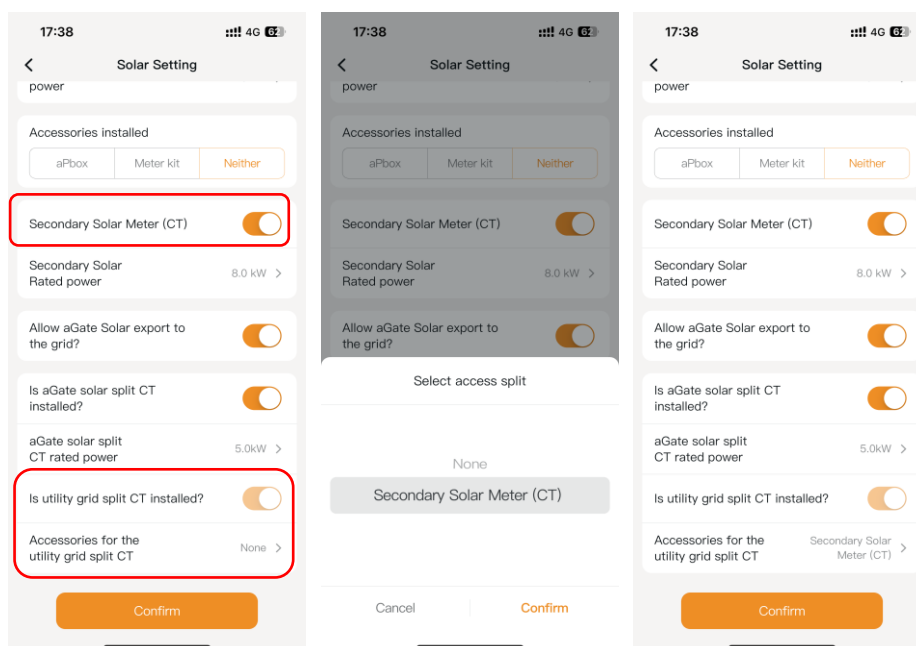 17:38
4G 62
Solar Setting
power
Accessories installed
aPbox
Meter kit
Neither
Secondary Solar Meter (CT)
Secondary Solar
Rated power
8.0 kW
Allow aGate Solar export to
the grid?
Is aGate solar split CT
installed?
aGate solar split
CT rated power
5.0kW
Is utility grid split CT installed?
Accessories for the
utility grid split CT
None
Confirm
17:38
4G 62
Solar Setting
power
Accessories installed
aPbox
Meter kit
Neither
Secondary Solar Meter (CT)
Secondary Solar
Rated power
8.0 kW
Allow aGate Solar export to
the grid?
Select access split
None
Secondary Solar Meter (CT)
Cancel
Confirm
17:38
4G 62
Solar Setting
power
Accessories installed
aPbox
Meter kit
Neither
Secondary Solar Meter (CT)
Secondary Solar
Rated power
8.0 kW
Allow aGate Solar export to
the grid?
Is aGate solar split CT
installed?
aGate solar split
CT rated power
5.0kW
Is utility grid split CT installed?
Accessories for the
utility grid split CT
Secondary Solar
Meter (CT)
Confirm